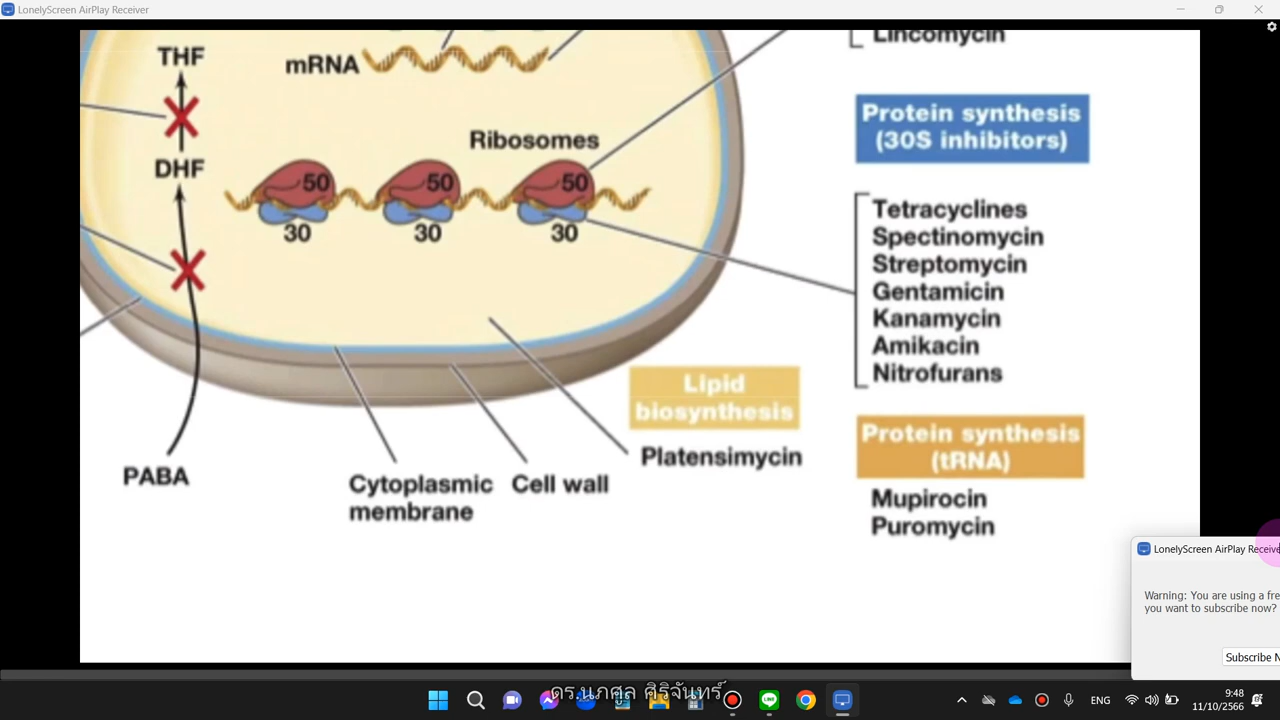 LonelyScreen AirPlay Receiver
THF
mRNA
Lincomycin
Protein synthesis
(30S inhibitors)
Ribosomes
DHF
50
50
50
30
30
30
Tetracyclines
Spectinomycin
Streptomycin
Gentamicin
Kanamycin
Amikacin
Nitrofurans
Lipid
biosynthesis
Platensimycin
Protein synthesis
(tRNA)
Mupirocin
Puromycin
PABA
Cytoplasmic
membrane
Cell wall
LonelyScreen AirPlay Receive
Warning: You are using a fre
you want to subscribe now?
Subscribe N
ดร.นภศูล ศิริจันทร์
ENG
9:48
11/10/2566